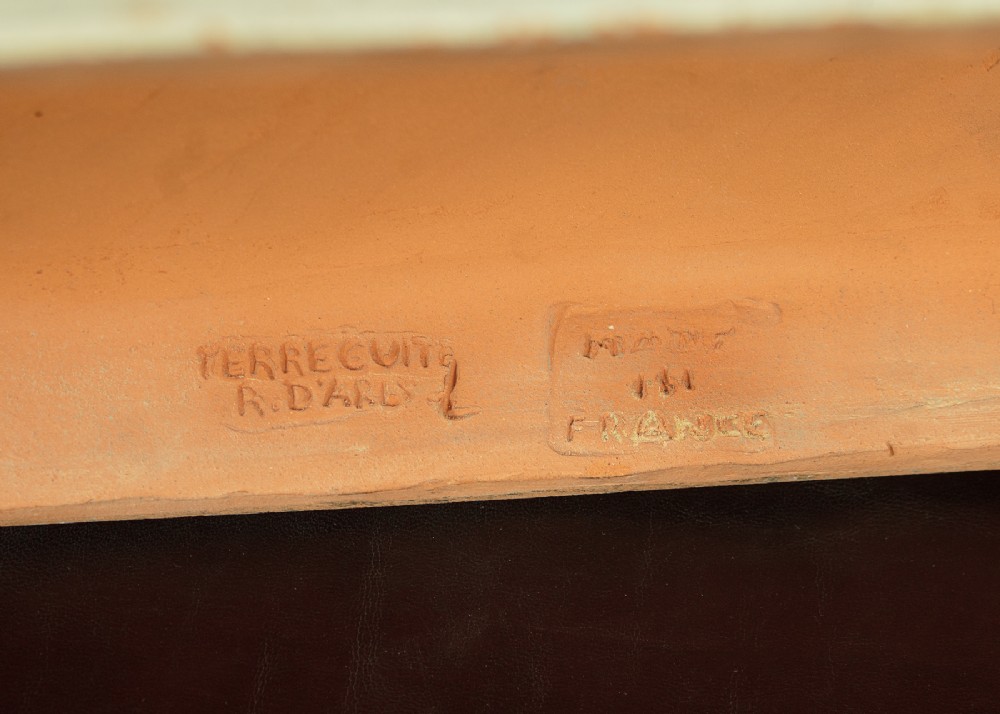 TERRECUITE
R. D'ARLY
MADE
IN
FRANCE